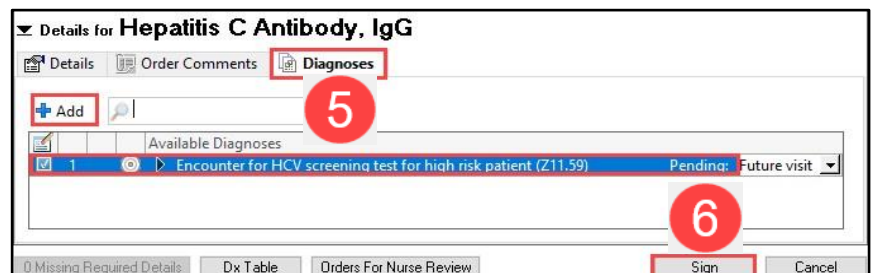 Details for Hepatitis C Antibody, IgG
Details Order Comments Diagnoses
5
Add
Available Diagnoses
1 Encounter for HCV screening test for high risk patient (Z11.59) Pending: Future visit
6
0 Missing Required Details Dx Table Orders For Nurse Review Sign Cancel